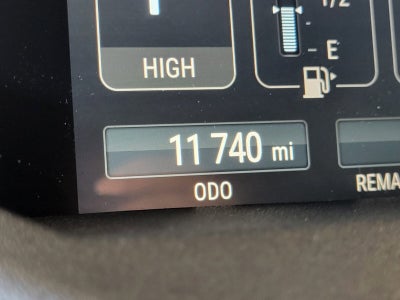 1/2
E
HIGH
11 740 mi
ODO
REMA